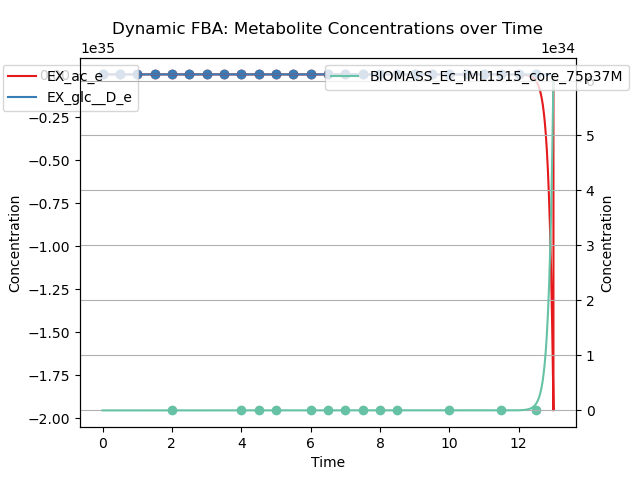 Dynamic FBA: Metabolite Concentrations over Time
1e35
1e34
EX_ac_e
EX_glc__D_e
BIOMASS_Ec_iML1515_core_75p37M
−0.25
−0.50
−0.75
−1.00
−1.25
−1.50
−1.75
−2.00
Concentration
5
4
3
2
1
0
Concentration
0 2 4 6 8 10 12
Time